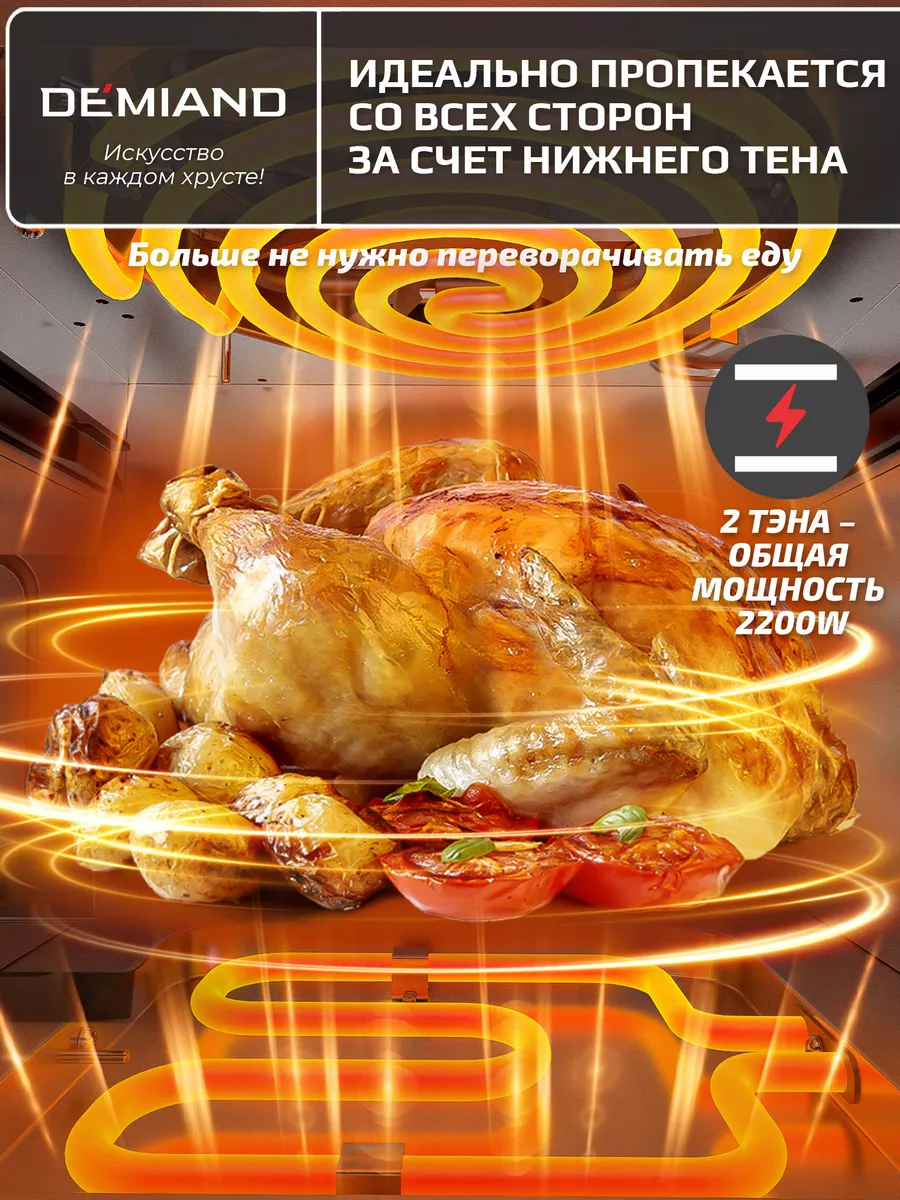 DÉMIAND
Искусство
в каждом хрусте!
ИДЕАЛЬНО ПРОПЕКАЕТСЯ
СО ВСЕХ СТОРОН
ЗА СЧЕТ НИЖНЕГО ТЕНА
Больше не нужно переворачивать еду
2 ТЭНА –
ОБЩАЯ
МОЩНОСТЬ
2200W